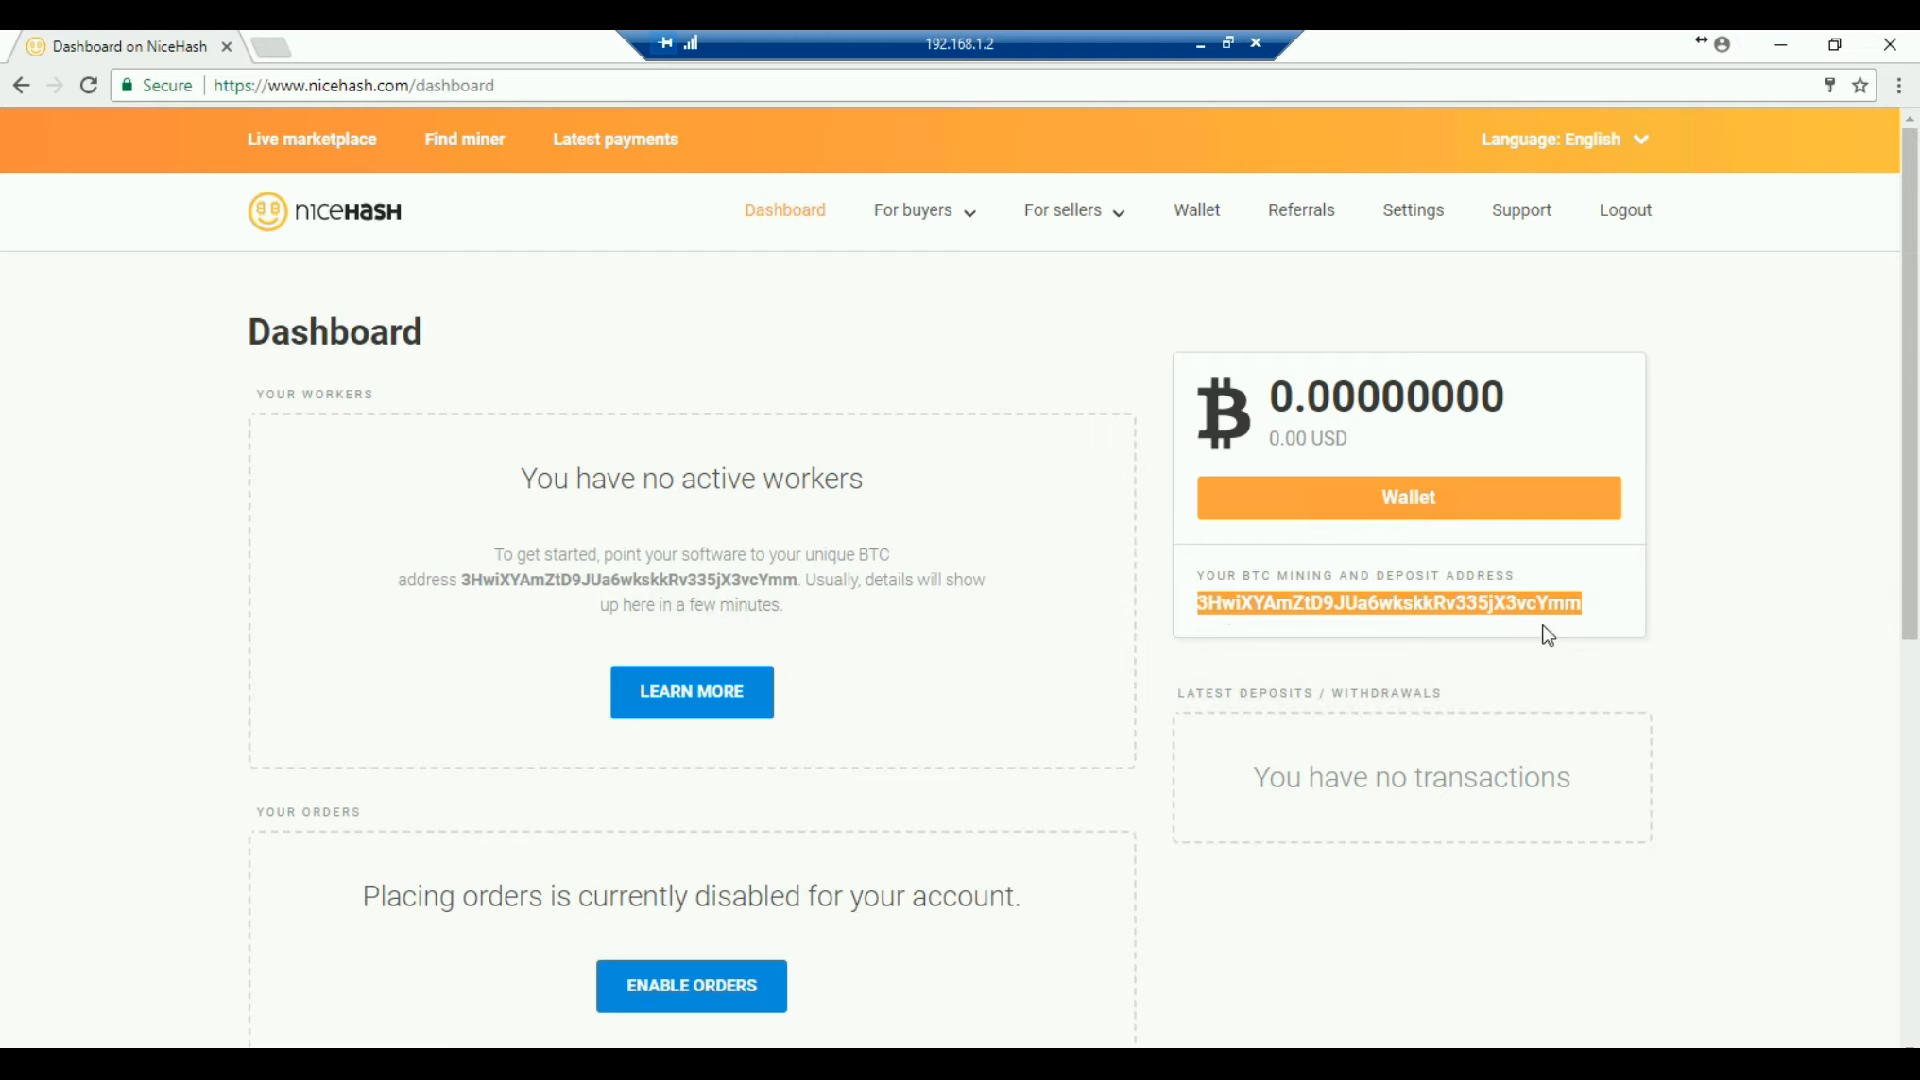 Dashboard on NiceHash
192.168.1.2
Secure https://www.nicehash.com/dashboard
Live marketplace Find miner Latest payments Language: English
nıceHasH Dashboard For buyers For sellers Wallet Referrals Settings Support Logout
Dashboard
YOUR WORKERS
You have no active workers
To get started, point your software to your unique BTC
address 3HwiXYAmZtD9JUa6wkskkRv335jX3vcYmm. Usually, details will show
up here in a few minutes.
LEARN MORE
YOUR ORDERS
Placing orders is currently disabled for your account.
ENABLE ORDERS
0.00000000
0.00 USD
Wallet
YOUR BTC MINING AND DEPOSIT ADDRESS
3HwiXYAmZtD9JUa6wkskkRv335jX3vcYmm
LATEST DEPOSITS / WITHDRAWALS
You have no transactions